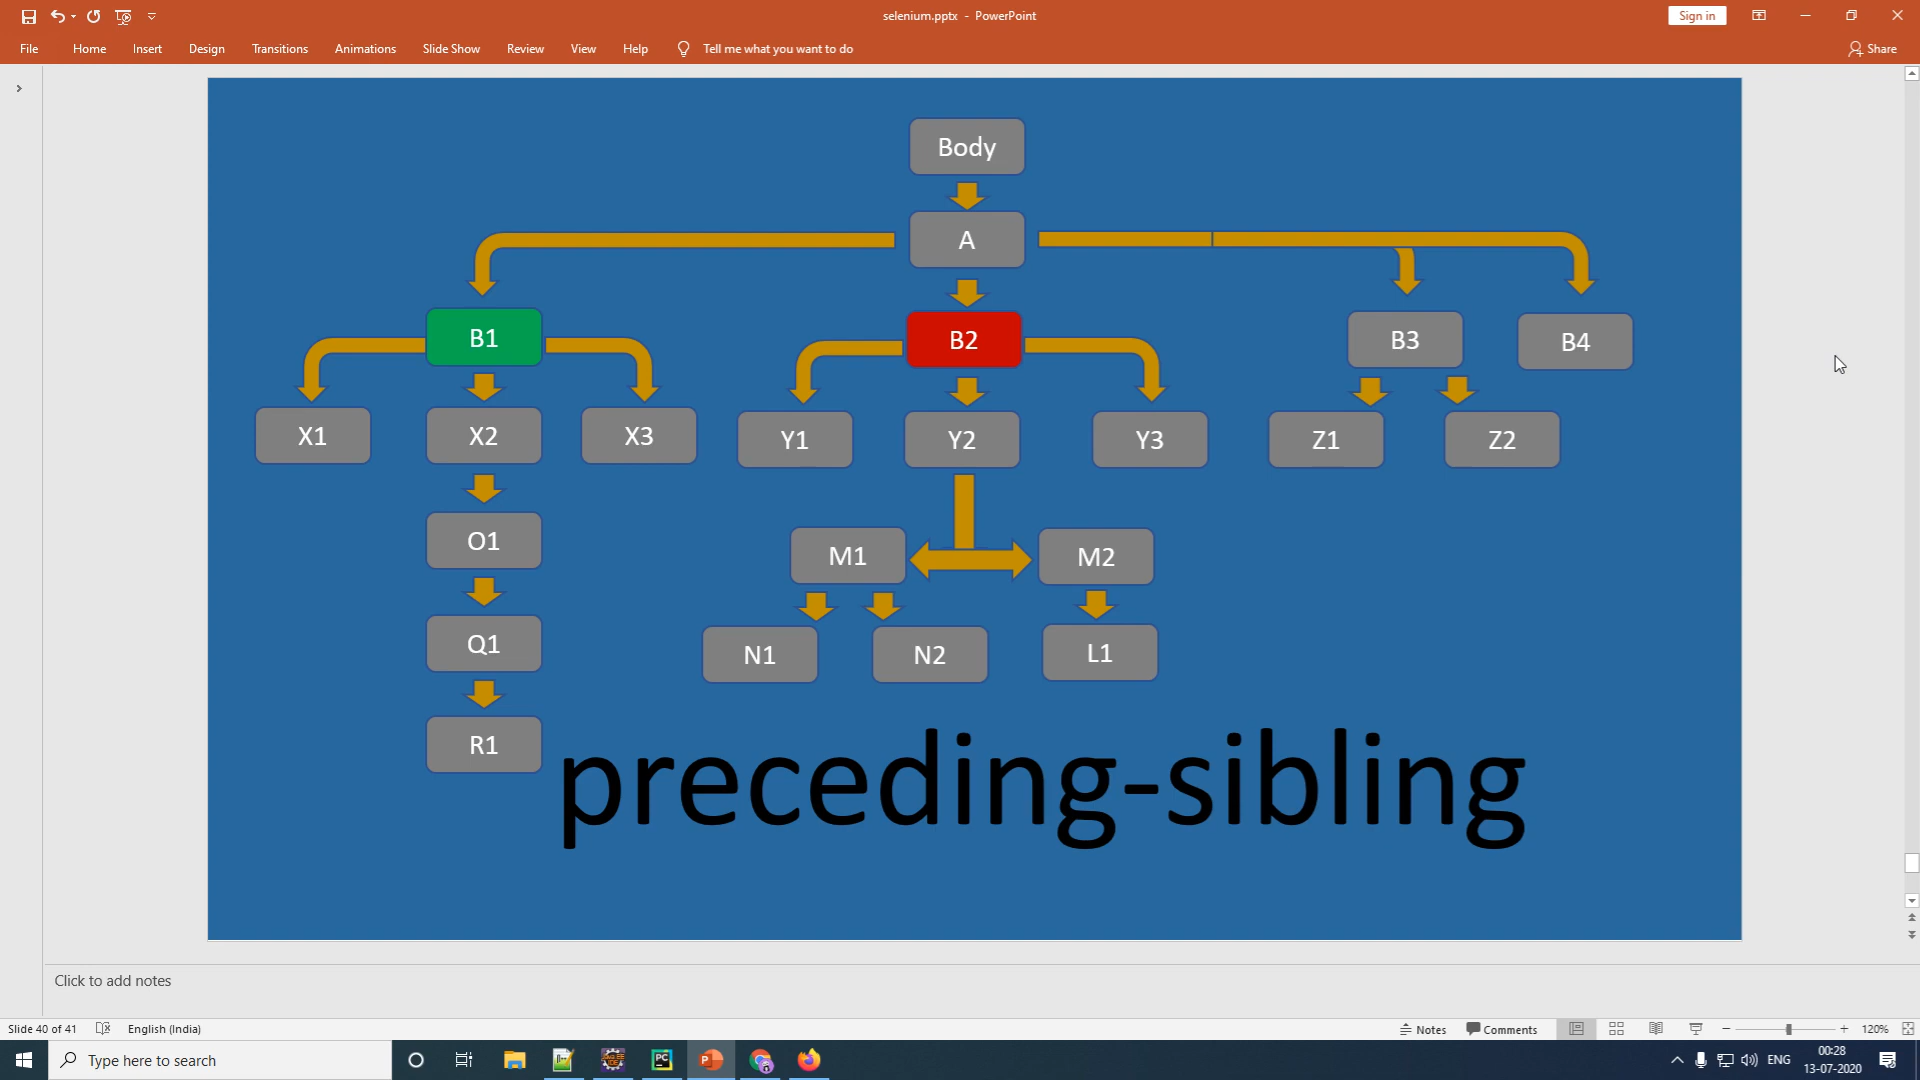 selenium.pptx - PowerPoint
Sign in
File Home Insert Design Transitions Animations Slide Show Review View Help Tell me what you want to do Share
Body
A
B1 B2 B3 B4
X1 X2 X3 Y1 Y2 Y3 Z1 Z2
O1 M1 M2
Q1 N1 N2 L1
R1
preceding-sibling
Click to add notes
Slide 40 of 41 English (India) Notes Comments 120%
Type here to search
PC
ENG
00:28
13-07-2020